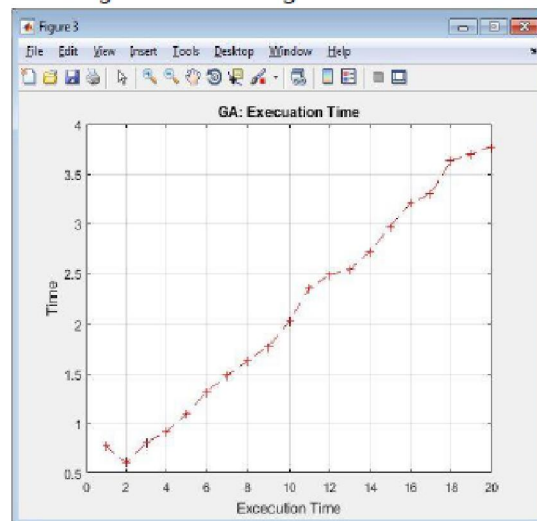 Figure 3
File Edit View Insert Tools Desktop Window Help
GA: Execuation Time
4
3.5
3
2.5
2
1.5
1
0.5
Time
0 2 4 6 8 10 12 14 16 18 20
Excecution Time